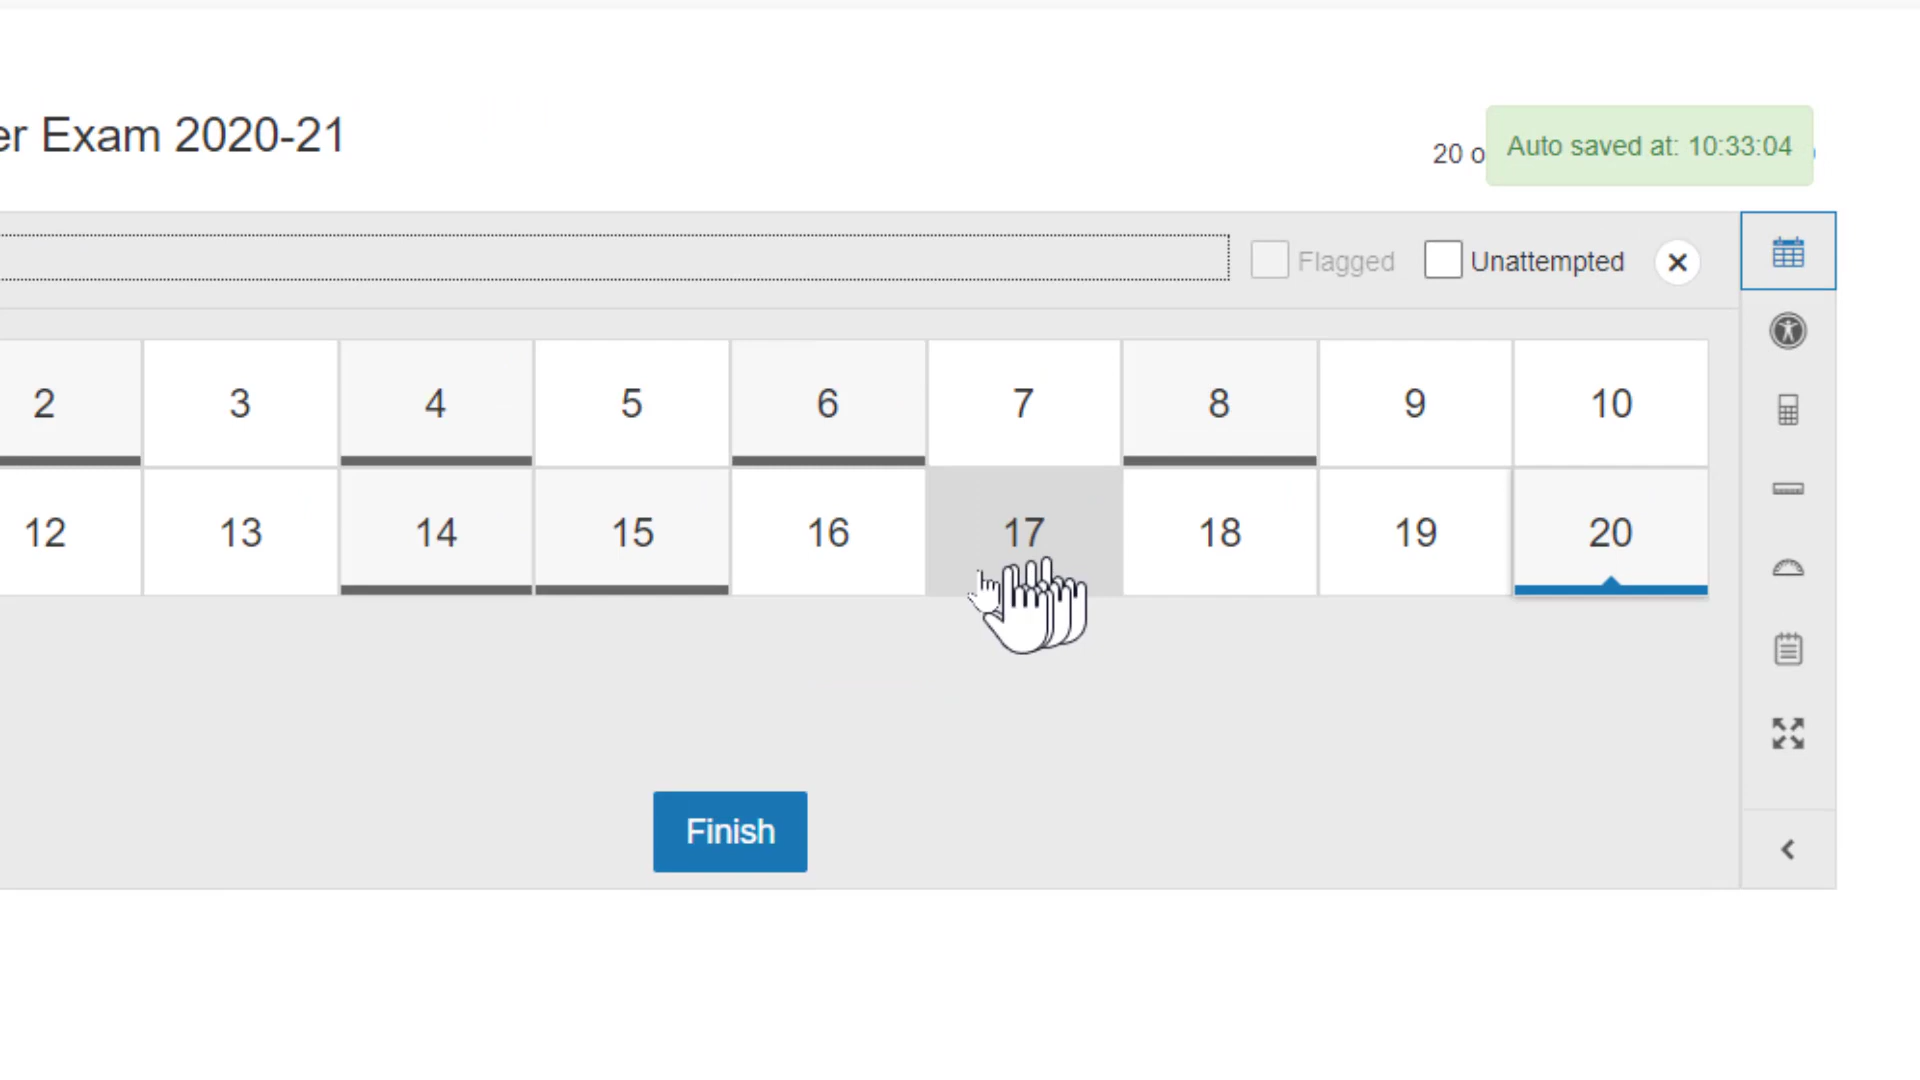 er Exam 2020-21
20 o
Auto saved at: 10:33:04
Flagged
Unattempted
2 3 4 5 6 7 8 9 10
12 13 14 15 16 17 18 19 20
Finish